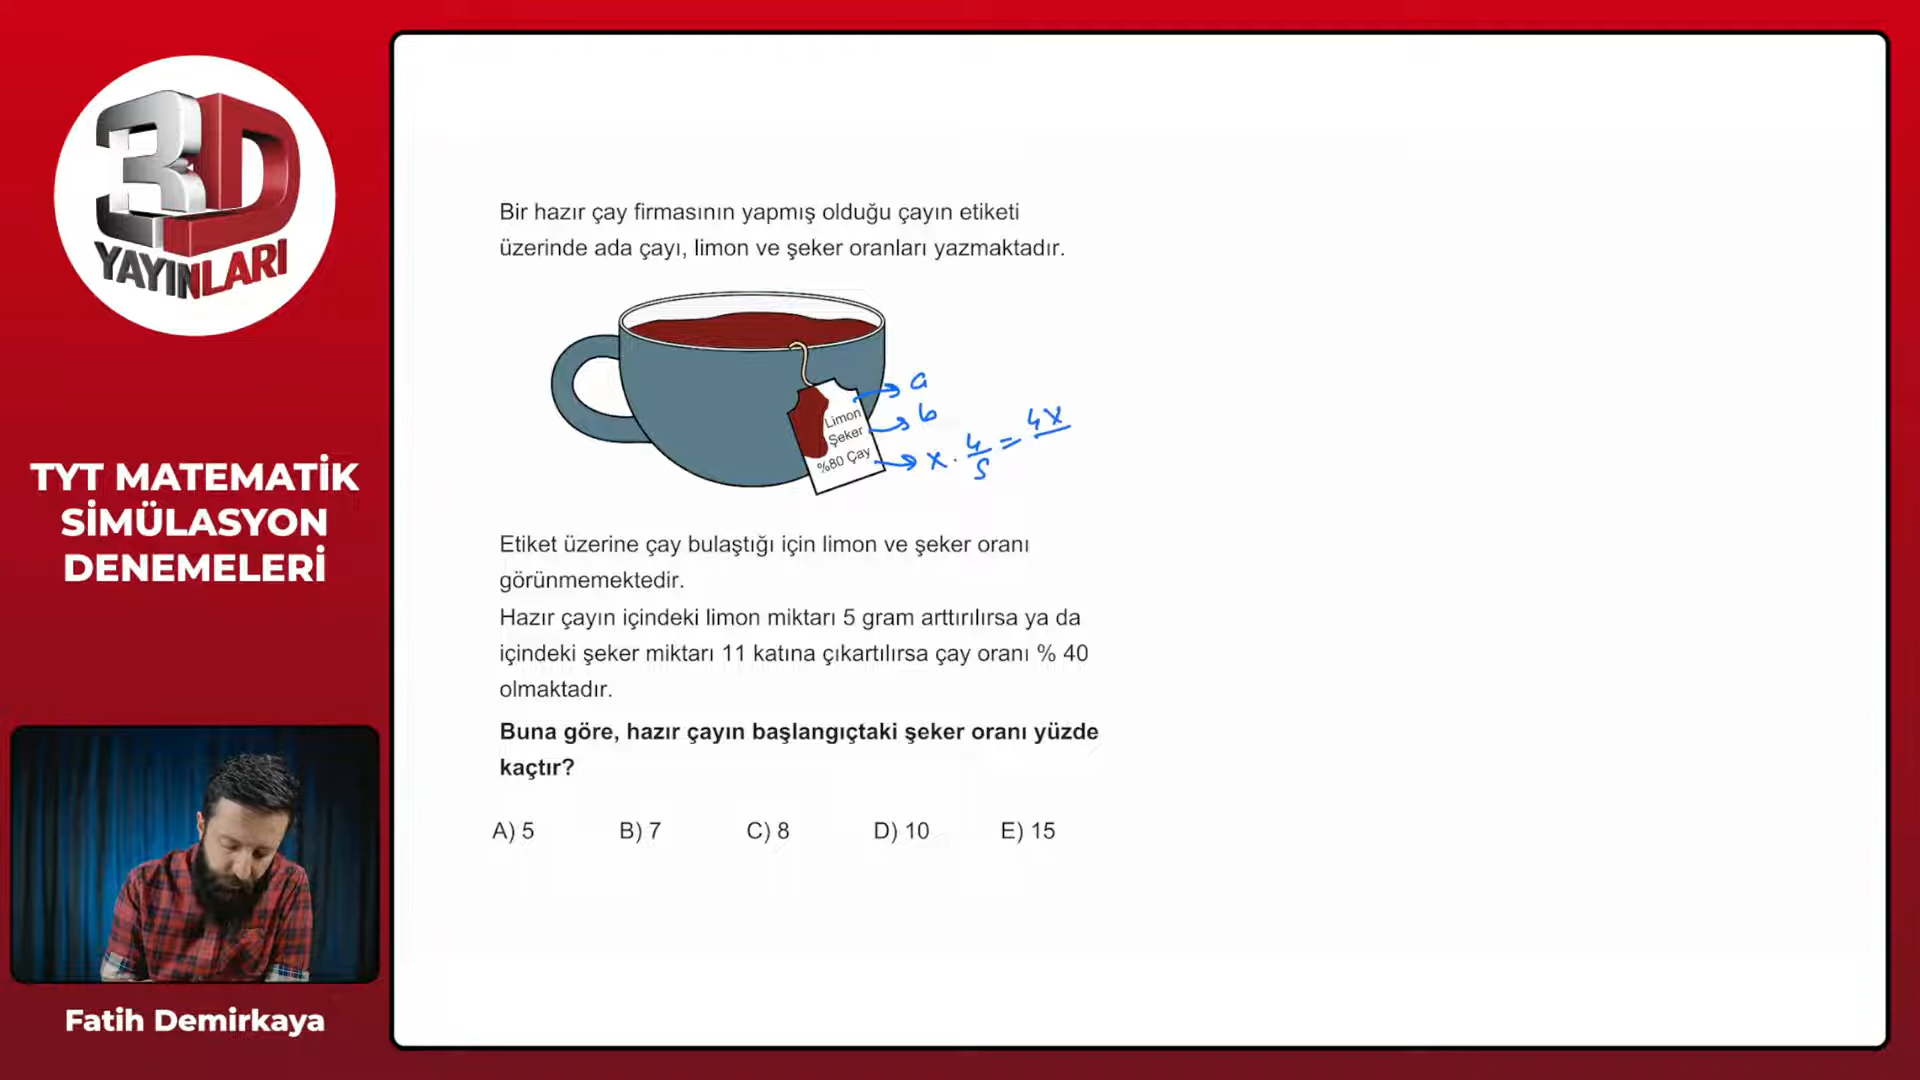 3D
YAYINLARI
TYT MATEMATİK
SİMÜLASYON
DENEMELERİ
Fatih Demirkaya
Bir hazır çay firmasının yapmış olduğu çayın etiketi
üzerinde ada çayı, limon ve şeker oranları yazmaktadır.
Limon
Şeker
%80 Çay
a
b
x · 4/5 = 4x
Etiket üzerine çay bulaştığı için limon ve şeker oranı
görünmemektedir.
Hazır çayın içindeki limon miktarı 5 gram arttırılırsa ya da
içindeki şeker miktarı 11 katına çıkartılırsa çay oranı % 40
olmaktadır.
Buna göre, hazır çayın başlangıçtaki şeker oranı yüzde
kaçtır?
A) 5 B) 7 C) 8 D) 10 E) 15